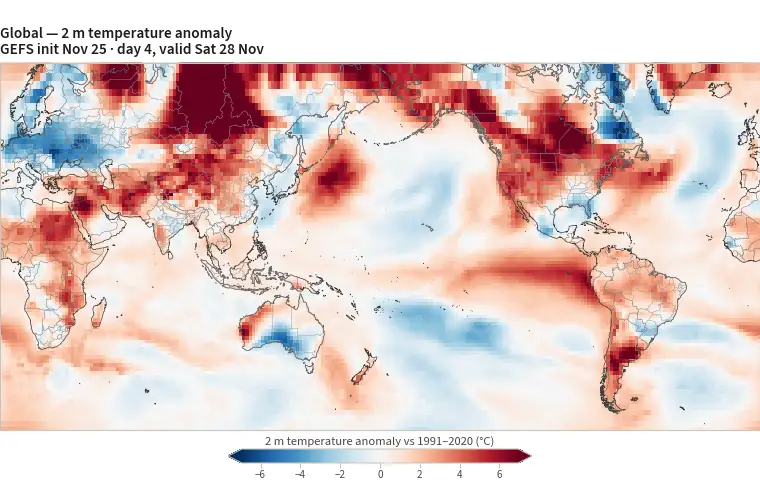 Global — 2 m temperature anomaly
GEFS init Nov 25 · day 4, valid Sat 28 Nov
2 m temperature anomaly vs 1991–2020 (°C)
−6 −4 −2 0 2 4 6